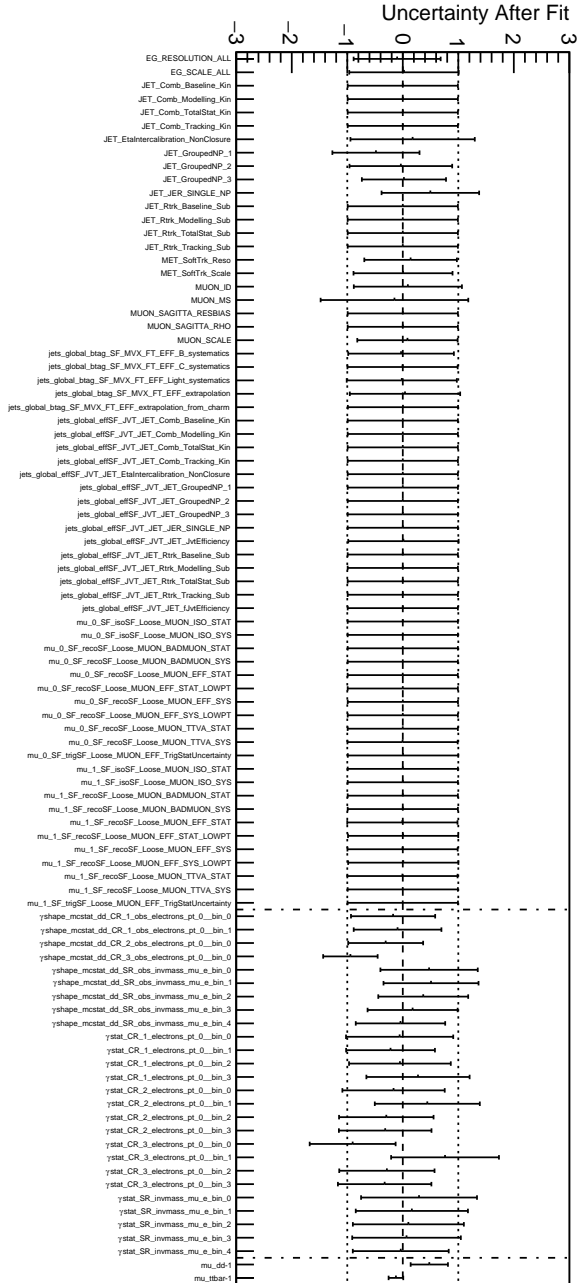 Uncertainty After Fit
-3
-2
-1
0
1
2
3
EG_RESOLUTION_ALL
EG_SCALE_ALL
JET_Comb_Baseline_Kin
JET_Comb_Modelling_Kin
JET_Comb_TotalStat_Kin
JET_Comb_Tracking_Kin
JET_EtaIntercalibration_NonClosure
JET_GroupedNP_1
JET_GroupedNP_2
JET_GroupedNP_3
JET_JER_SINGLE_NP
JET_Rtrk_Baseline_Sub
JET_Rtrk_Modelling_Sub
JET_Rtrk_TotalStat_Sub
JET_Rtrk_Tracking_Sub
MET_SoftTrk_Reso
MET_SoftTrk_Scale
MUON_ID
MUON_MS
MUON_SAGITTA_RESBIAS
MUON_SAGITTA_RHO
MUON_SCALE
jets_global_btag_SF_MVX_FT_EFF_B_systematics
jets_global_btag_SF_MVX_FT_EFF_C_systematics
jets_global_btag_SF_MVX_FT_EFF_Light_systematics
jets_global_btag_SF_MVX_FT_EFF_extrapolation
jets_global_btag_SF_MVX_FT_EFF_extrapolation_from_charm
jets_global_effSF_JVT_JET_Comb_Baseline_Kin
jets_global_effSF_JVT_JET_Comb_Modelling_Kin
jets_global_effSF_JVT_JET_Comb_TotalStat_Kin
jets_global_effSF_JVT_JET_Comb_Tracking_Kin
jets_global_effSF_JVT_JET_EtaIntercalibration_NonClosure
jets_global_effSF_JVT_JET_GroupedNP_1
jets_global_effSF_JVT_JET_GroupedNP_2
jets_global_effSF_JVT_JET_GroupedNP_3
jets_global_effSF_JVT_JET_JER_SINGLE_NP
jets_global_effSF_JVT_JET_JvtEfficiency
jets_global_effSF_JVT_JET_Rtrk_Baseline_Sub
jets_global_effSF_JVT_JET_Rtrk_Modelling_Sub
jets_global_effSF_JVT_JET_Rtrk_TotalStat_Sub
jets_global_effSF_JVT_JET_Rtrk_Tracking_Sub
jets_global_effSF_JVT_JET_fJvtEfficiency
mu_0_SF_isoSF_Loose_MUON_ISO_STAT
mu_0_SF_isoSF_Loose_MUON_ISO_SYS
mu_0_SF_recoSF_Loose_MUON_BADMUON_STAT
mu_0_SF_recoSF_Loose_MUON_BADMUON_SYS
mu_0_SF_recoSF_Loose_MUON_EFF_STAT
mu_0_SF_recoSF_Loose_MUON_EFF_STAT_LOWPT
mu_0_SF_recoSF_Loose_MUON_EFF_SYS
mu_0_SF_recoSF_Loose_MUON_EFF_SYS_LOWPT
mu_0_SF_recoSF_Loose_MUON_TTVA_STAT
mu_0_SF_recoSF_Loose_MUON_TTVA_SYS
mu_0_SF_trigSF_Loose_MUON_EFF_TrigStatUncertainty
mu_1_SF_isoSF_Loose_MUON_ISO_STAT
mu_1_SF_isoSF_Loose_MUON_ISO_SYS
mu_1_SF_recoSF_Loose_MUON_BADMUON_STAT
mu_1_SF_recoSF_Loose_MUON_BADMUON_SYS
mu_1_SF_recoSF_Loose_MUON_EFF_STAT
mu_1_SF_recoSF_Loose_MUON_EFF_STAT_LOWPT
mu_1_SF_recoSF_Loose_MUON_EFF_SYS
mu_1_SF_recoSF_Loose_MUON_EFF_SYS_LOWPT
mu_1_SF_recoSF_Loose_MUON_TTVA_STAT
mu_1_SF_recoSF_Loose_MUON_TTVA_SYS
mu_1_SF_trigSF_Loose_MUON_EFF_TrigStatUncertainty
γshape_mcstat_dd_CR_1_obs_electrons_pt_0__bin_0
γshape_mcstat_dd_CR_1_obs_electrons_pt_0__bin_1
γshape_mcstat_dd_CR_2_obs_electrons_pt_0__bin_0
γshape_mcstat_dd_CR_3_obs_electrons_pt_0__bin_0
γshape_mcstat_dd_SR_obs_invmass_mu_e_bin_0
γshape_mcstat_dd_SR_obs_invmass_mu_e_bin_1
γshape_mcstat_dd_SR_obs_invmass_mu_e_bin_2
γshape_mcstat_dd_SR_obs_invmass_mu_e_bin_3
γshape_mcstat_dd_SR_obs_invmass_mu_e_bin_4
γstat_CR_1_electrons_pt_0__bin_0
γstat_CR_1_electrons_pt_0__bin_1
γstat_CR_1_electrons_pt_0__bin_2
γstat_CR_1_electrons_pt_0__bin_3
γstat_CR_2_electrons_pt_0__bin_0
γstat_CR_2_electrons_pt_0__bin_1
γstat_CR_2_electrons_pt_0__bin_2
γstat_CR_2_electrons_pt_0__bin_3
γstat_CR_3_electrons_pt_0__bin_0
γstat_CR_3_electrons_pt_0__bin_1
γstat_CR_3_electrons_pt_0__bin_2
γstat_CR_3_electrons_pt_0__bin_3
γstat_SR_invmass_mu_e_bin_0
γstat_SR_invmass_mu_e_bin_1
γstat_SR_invmass_mu_e_bin_2
γstat_SR_invmass_mu_e_bin_3
γstat_SR_invmass_mu_e_bin_4
mu_dd-1
mu_ttbar-1